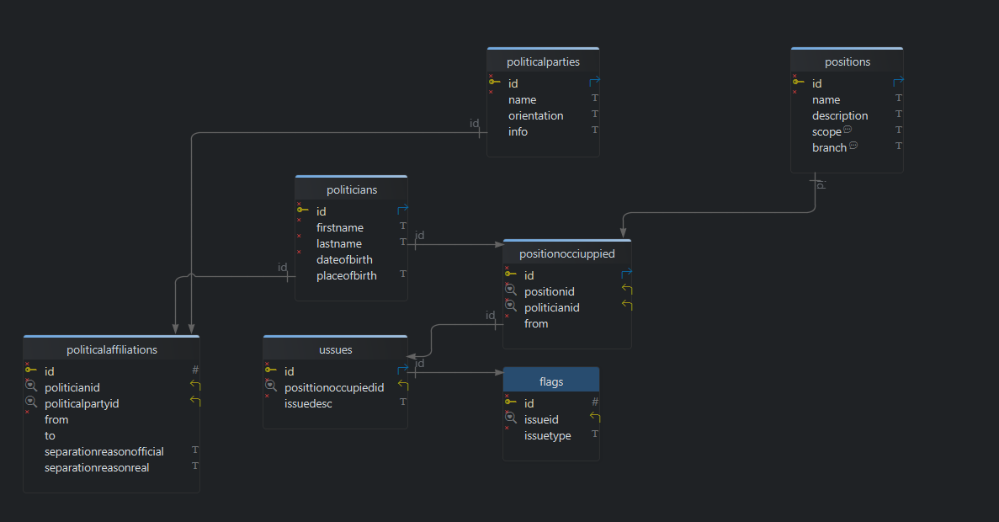 politicalparties
id
name
orientation
info
positions
id
name
description
scope
branch
id
politicians
id
firstname
lastname
dateofbirth
placeofbirth
id
id
id
positionocciuppied
id
positionid
politicianid
from
id
politicalaffiliations
id #
politicianid
politicalpartyid
from
to
separationreasonofficial T
separationreasonreal T
ussues
id
posittionoccupiedid
issuedesc T
id
flags
id #
issueid
issuetype T